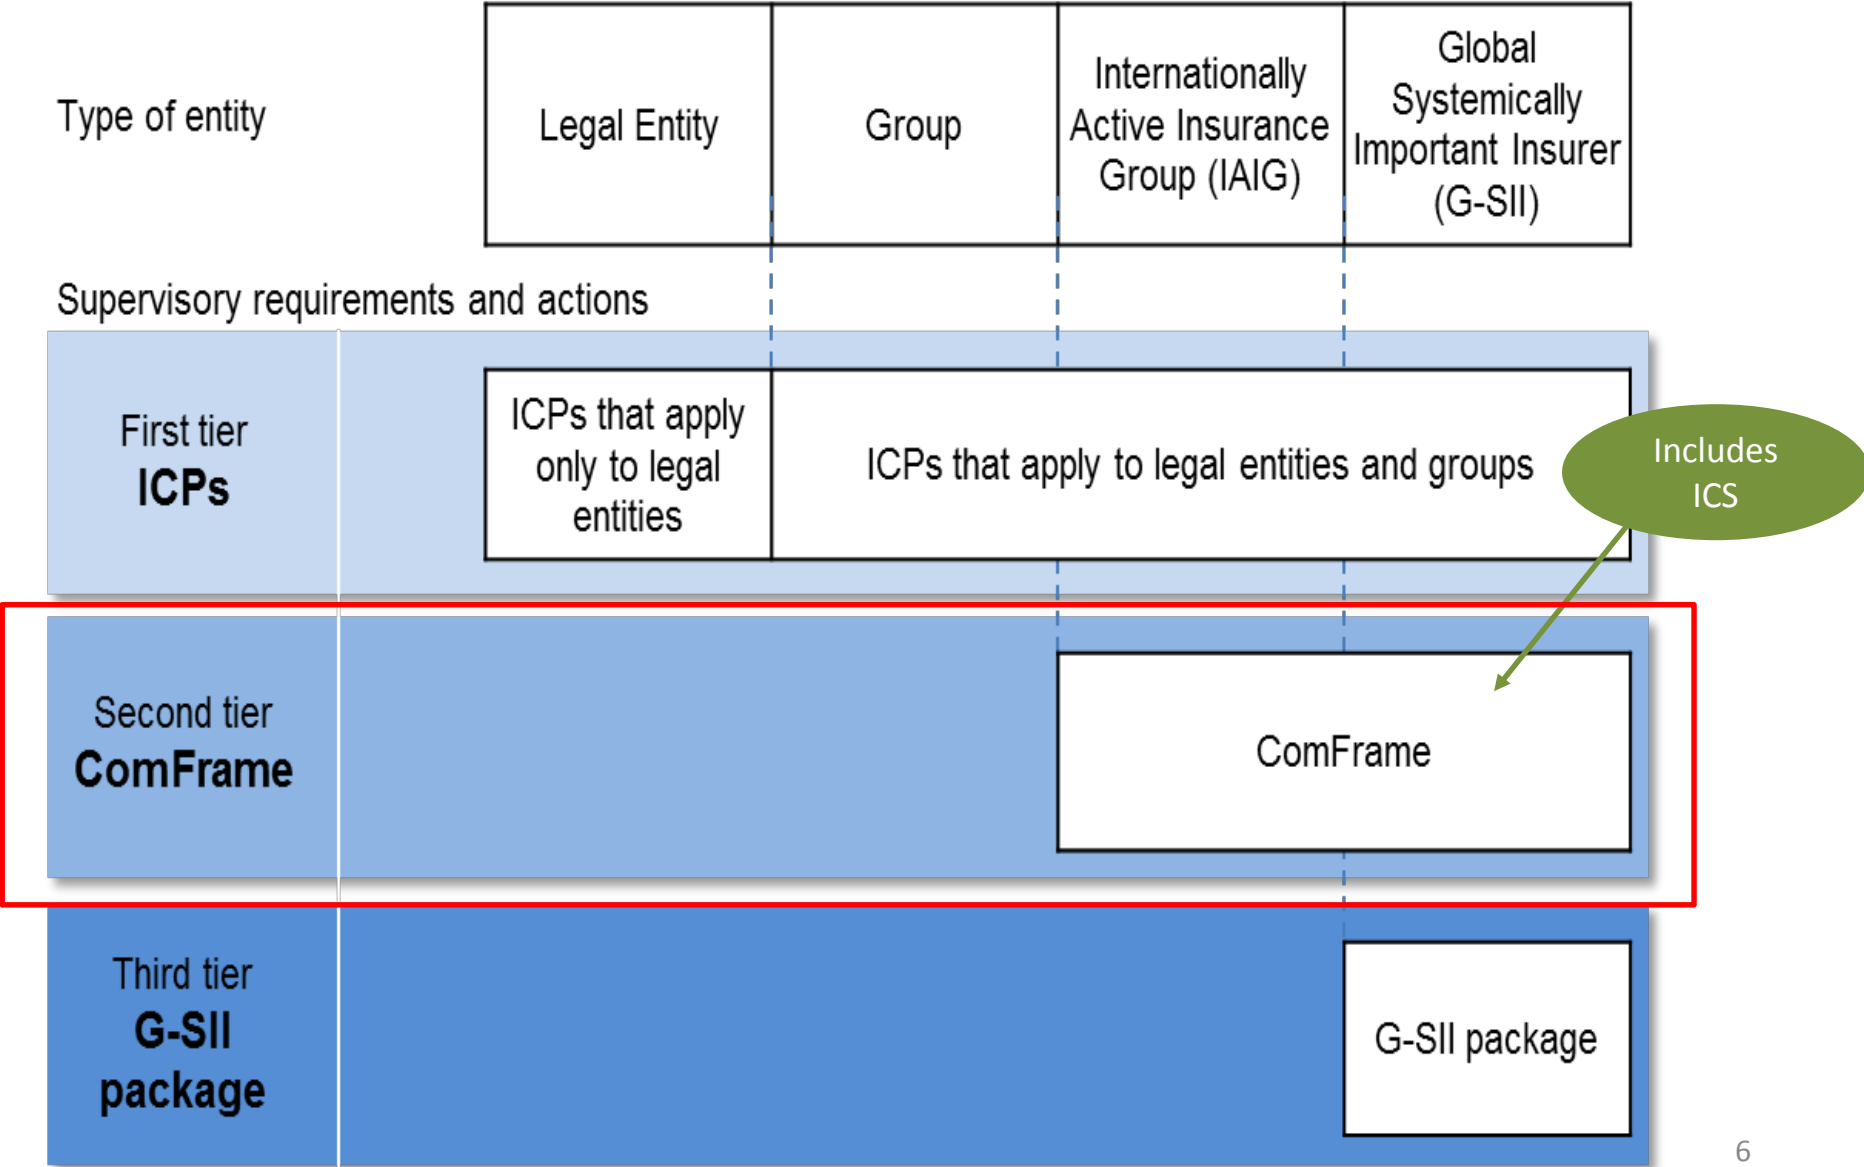 Type of entity
Legal Entity
Group
Internationally
Active Insurance
Group (IAIG)
Global
Systemically
Important Insurer
(G-SII)
Supervisory requirements and actions
First tier
ICPs
ICPs that apply
only to legal
entities
ICPs that apply to legal entities and groups
Includes
ICS
Second tier
ComFrame
ComFrame
Third tier
G-SII
package
G-SII package
6